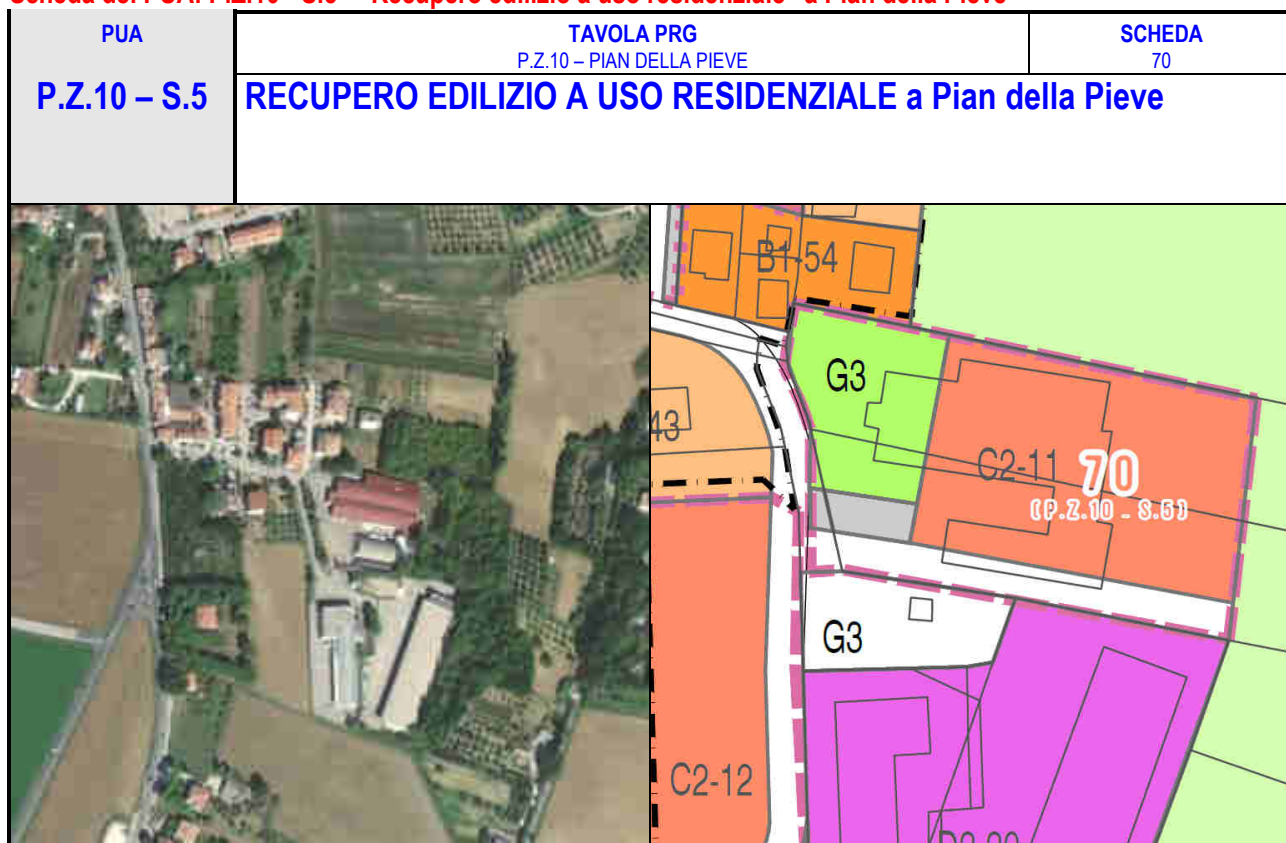 PUA
TAVOLA PRG
SCHEDA
P.Z.10 – PIAN DELLA PIEVE
70
P.Z.10 – S.5
RECUPERO EDILIZIO A USO RESIDENZIALE a Pian della Pieve
B1-54
G3
43
C2-11
70
(P.Z.10 - S.5)
G3
C2-12